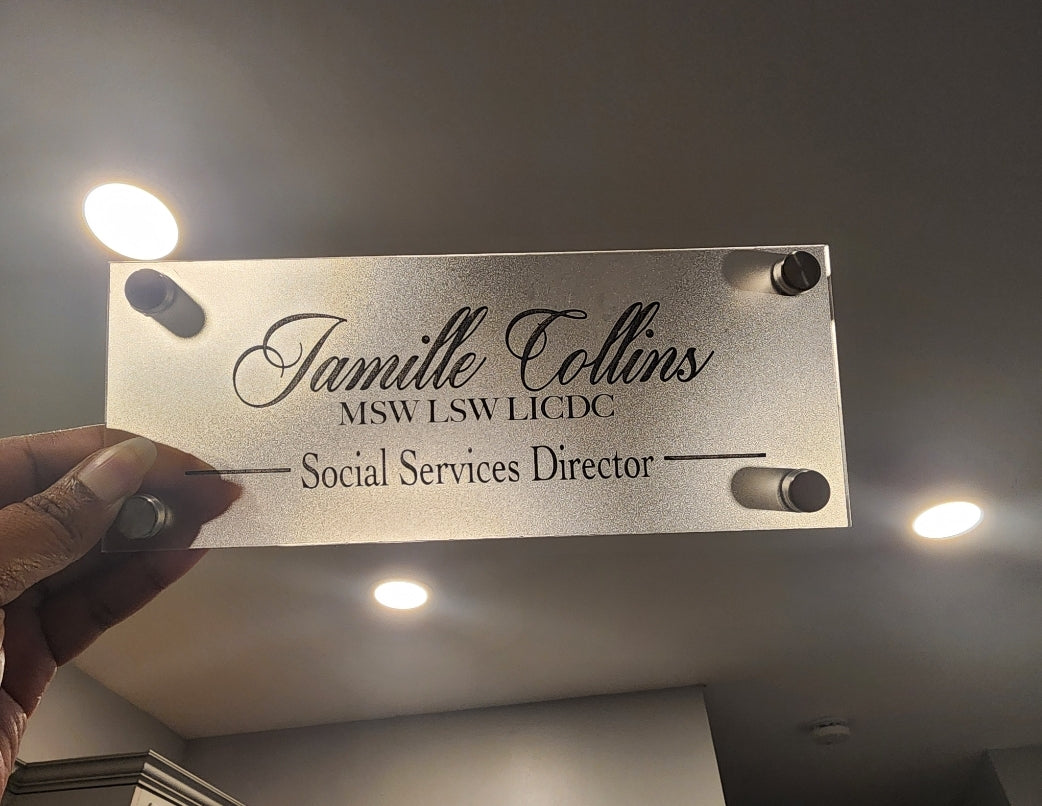 Jamille Collins
MSW LSW LICDC
Social Services Director